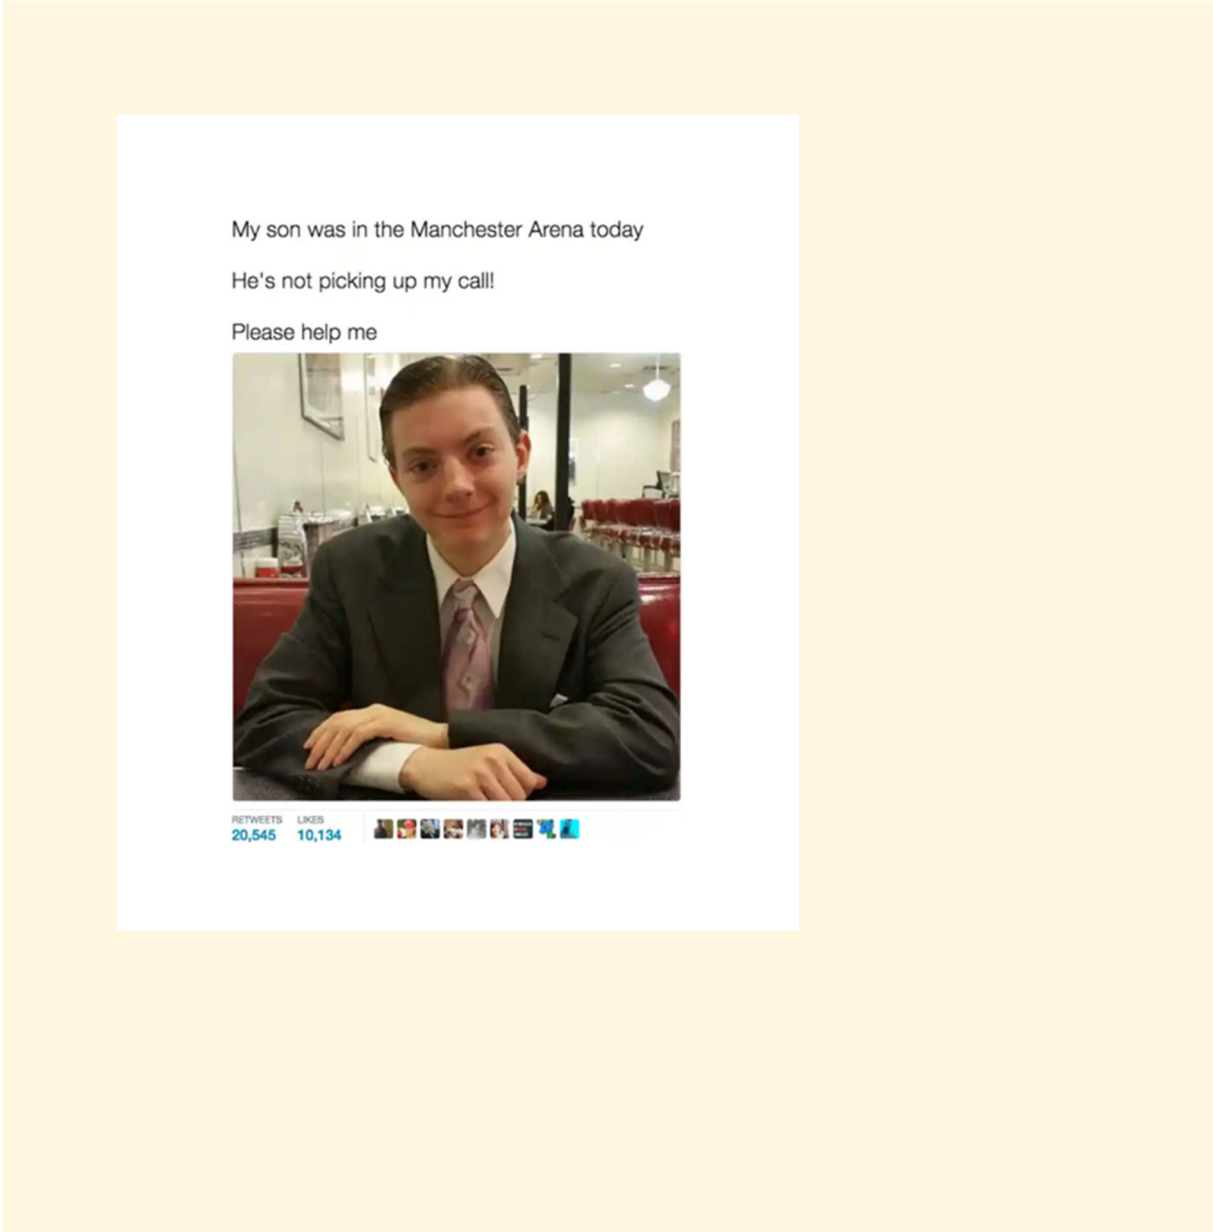 My son was in the Manchester Arena today
He's not picking up my call!
Please help me
RETWEETS LIKES
20,545 10,134